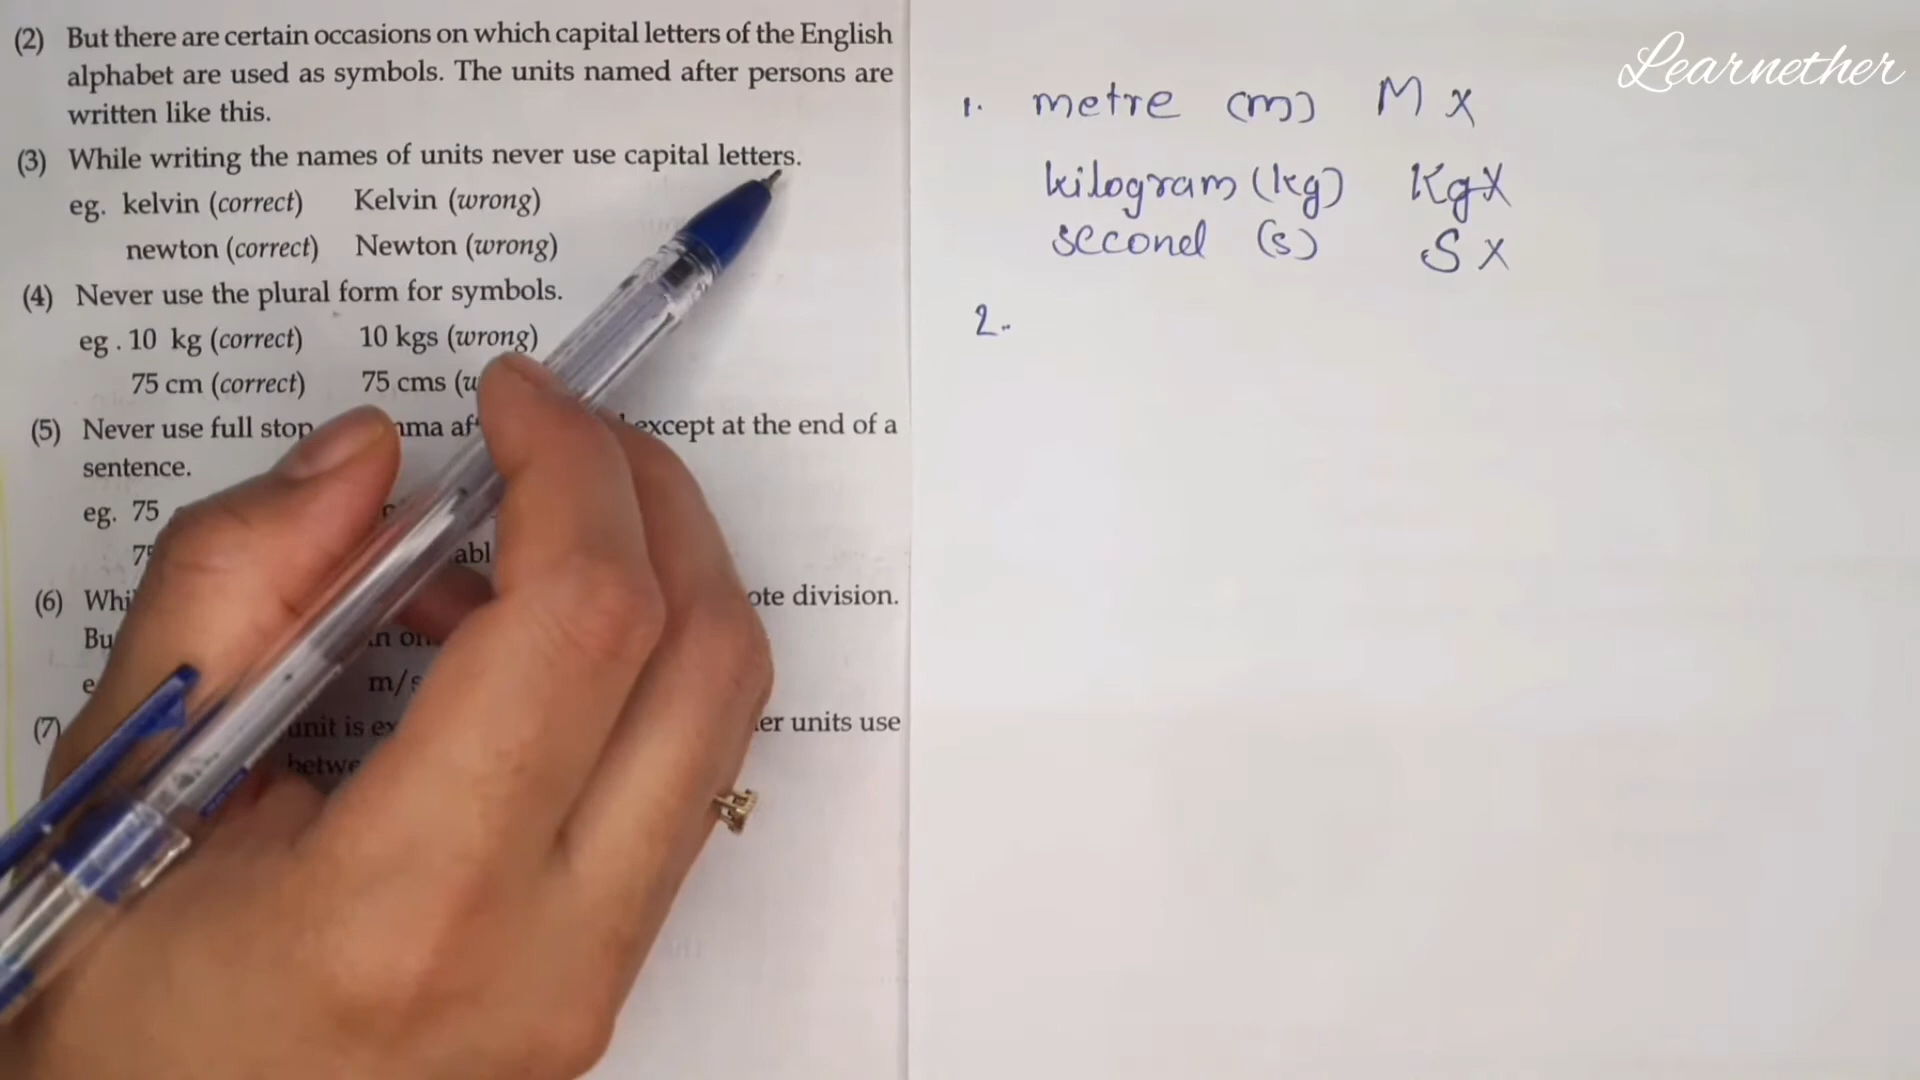 (2) But there are certain occasions on which capital letters of the English
alphabet are used as symbols. The units named after persons are
written like this.
(3) While writing the names of units never use capital letters.
eg. kelvin (correct) Kelvin (wrong)
newton (correct) Newton (wrong)
(4) Never use the plural form for symbols.
eg . 10 kg (correct) 10 kgs (wrong)
75 cm (correct) 75 cms
(5) Never use full stop except at the end of a
sentence.
eg. 75
(6) division.
m/s
(7) unit is units use
Learnether
1. metre (m) M X
kilogram (kg) Kg X
second (s) S X
2.